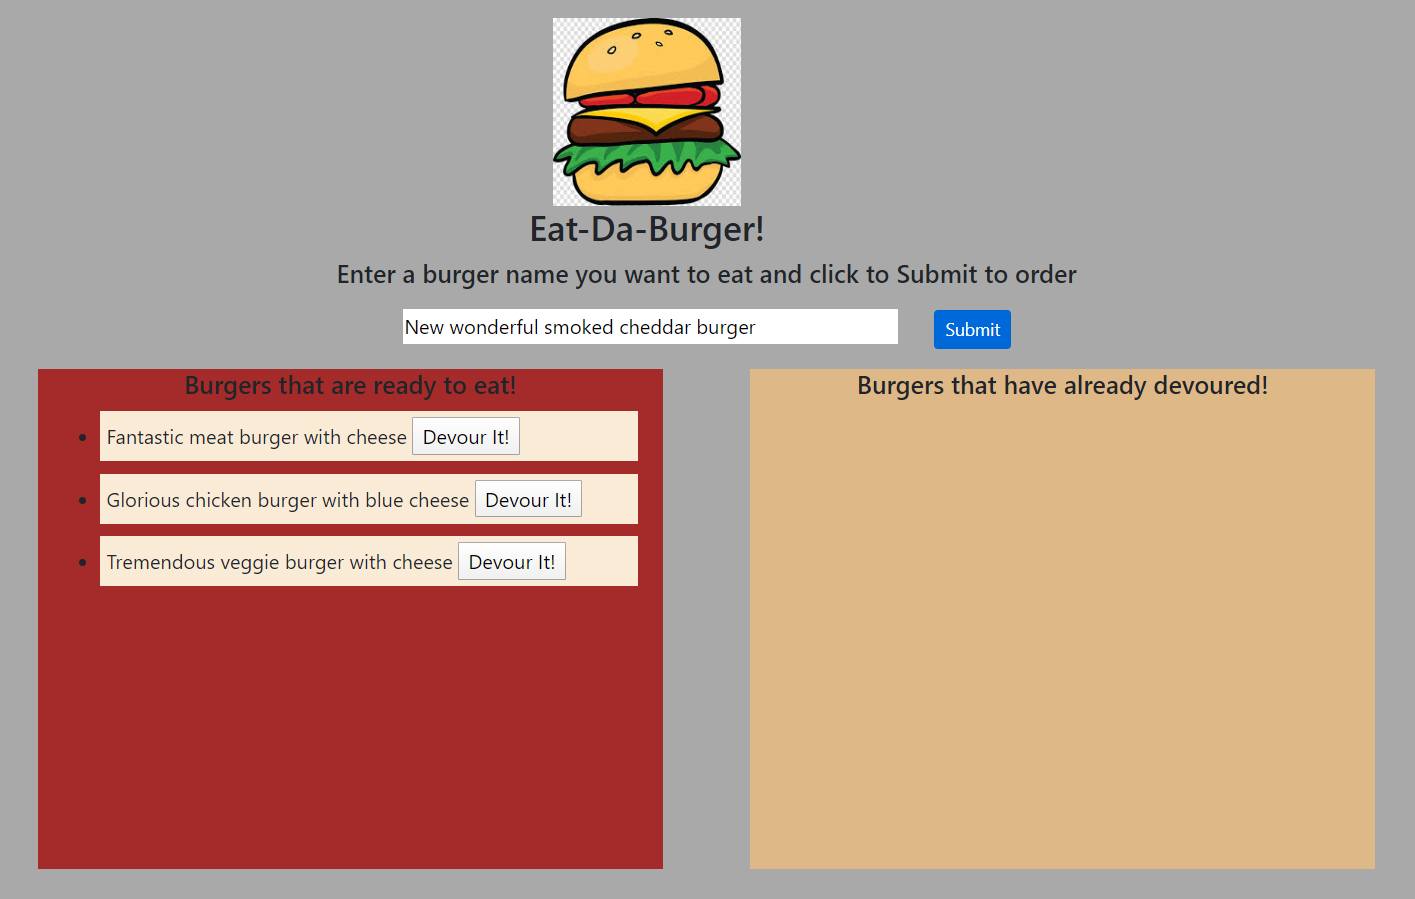 Eat-Da-Burger!
Enter a burger name you want to eat and click to Submit to order
New wonderful smoked cheddar burger Submit
Burgers that are ready to eat!
Fantastic meat burger with cheese Devour It!
Glorious chicken burger with blue cheese Devour It!
Tremendous veggie burger with cheese Devour It!
Burgers that have already devoured!